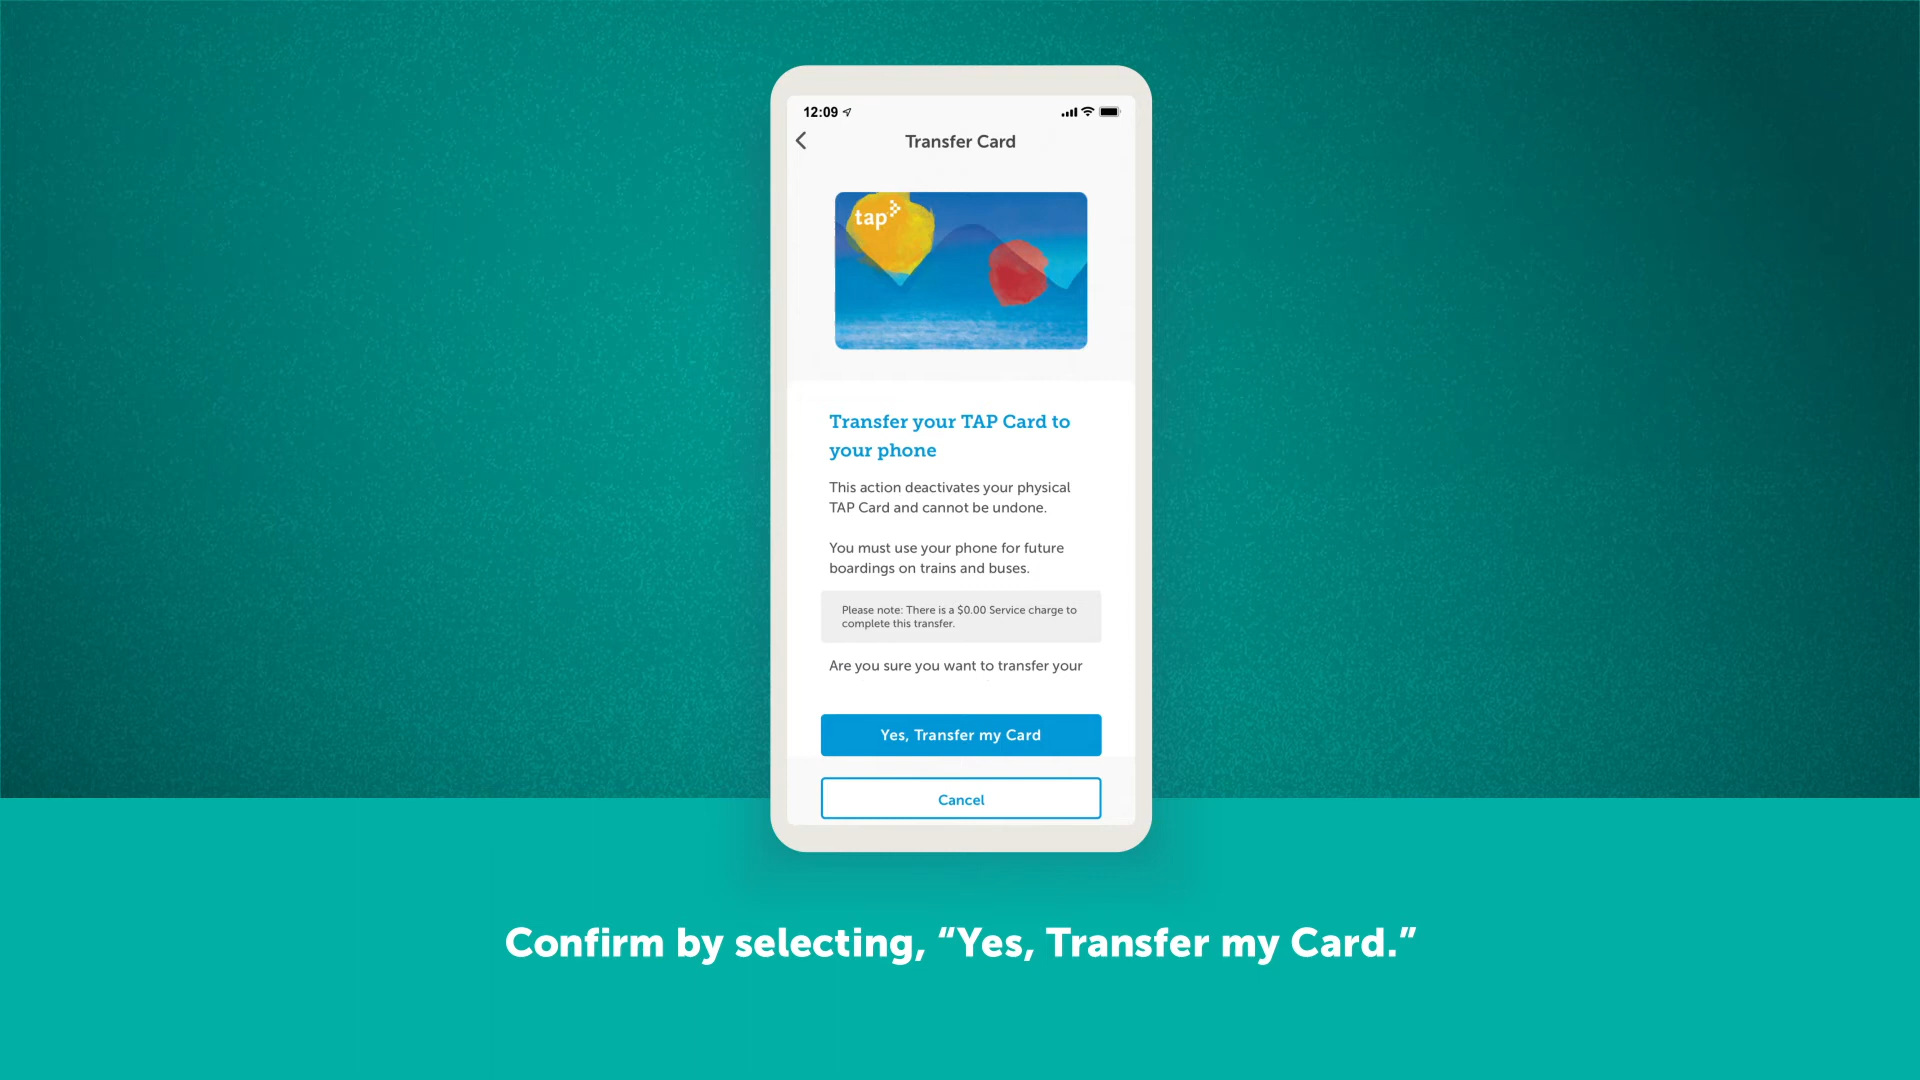 12:09
Transfer Card
tap
Transfer your TAP Card to
your phone
This action deactivates your physical
TAP Card and cannot be undone.
You must use your phone for future
boardings on trains and buses.
Please note: There is a $0.00 Service charge to
complete this transfer.
Are you sure you want to transfer your
Yes, Transfer my Card
Cancel
Confirm by selecting, “Yes, Transfer my Card.”